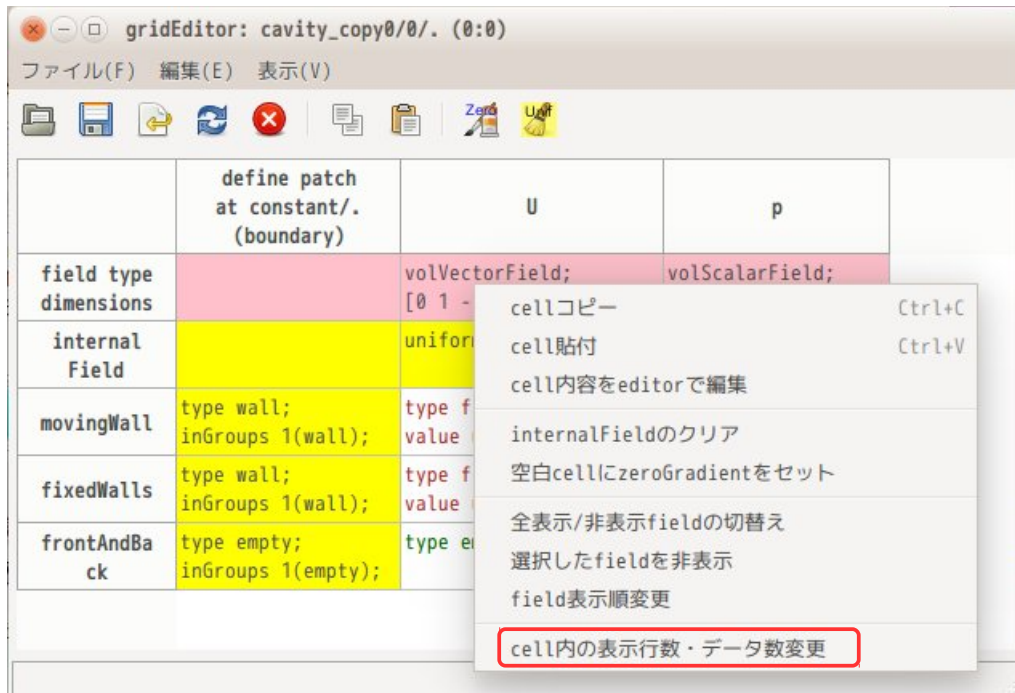 gridEditor: cavity_copy0/0/. (0:0)
ファイル(F) 編集(E) 表示(V)
Zero Unif
define patch
at constant/.
(boundary)
U
p
field type
dimensions
volVectorField;
[0 1 -
volScalarField;
internal
Field
unifor
movingWall
type wall;
inGroups 1(wall);
type f
value
fixedWalls
type wall;
inGroups 1(wall);
type f
value
frontAndBa
ck
type empty;
inGroups 1(empty);
type e
cellコピー Ctrl+C
cell貼付 Ctrl+V
cell内容をeditorで編集
internalFieldのクリア
空白cellにzeroGradientをセット
全表示/非表示fieldの切替え
選択したfieldを非表示
field表示順変更
cell内の表示行数・データ数変更